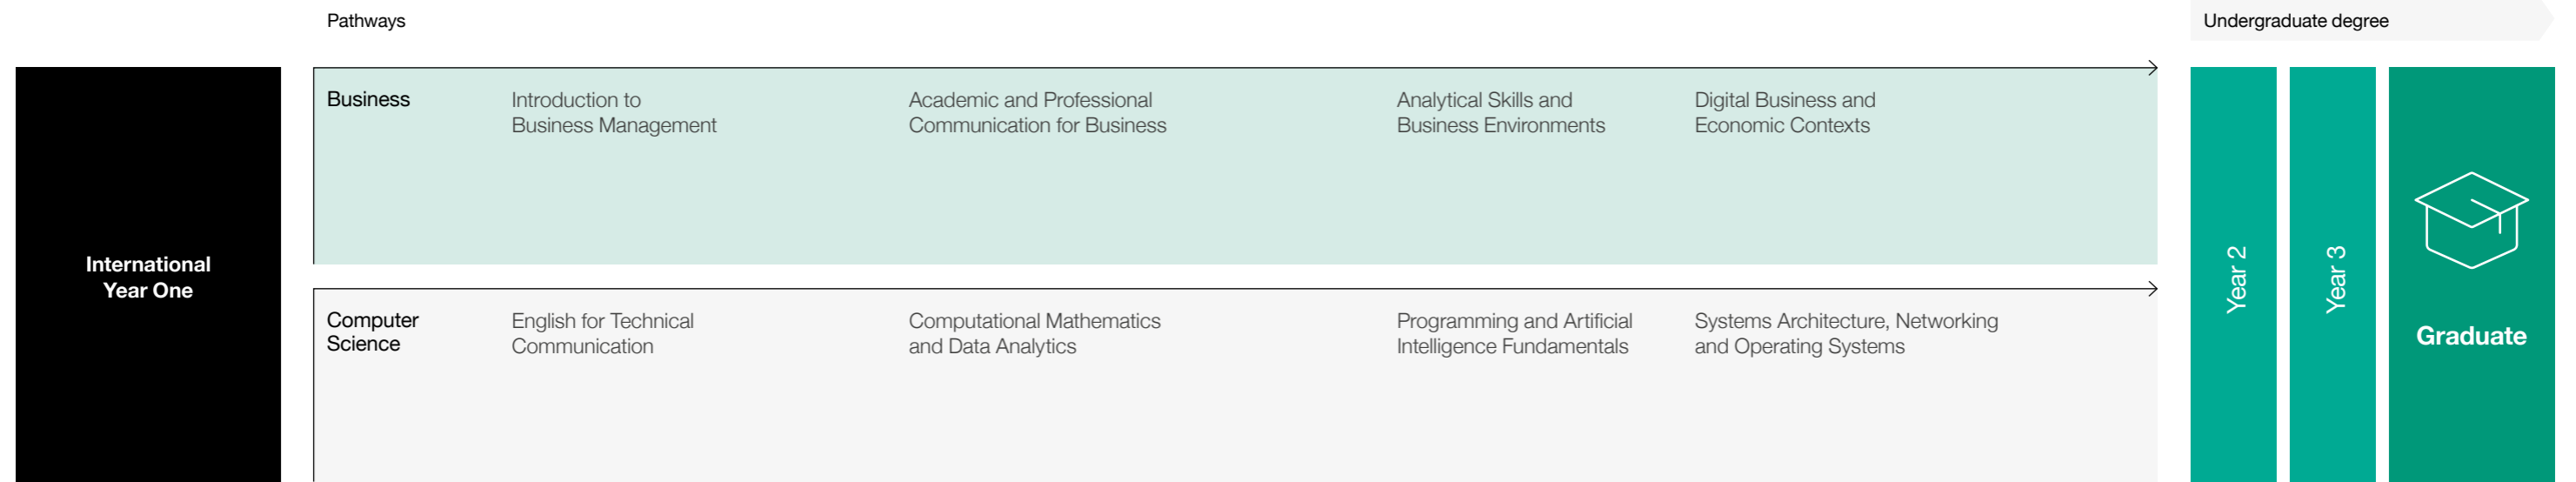 Pathways
Undergraduate degree
International
Year One
Business
Introduction to
Business Management
Academic and Professional
Communication for Business
Analytical Skills and
Business Environments
Digital Business and
Economic Contexts
Computer
Science
English for Technical
Communication
Computational Mathematics
and Data Analytics
Programming and Artificial
Intelligence Fundamentals
Systems Architecture, Networking
and Operating Systems
Year 2
Year 3
Graduate